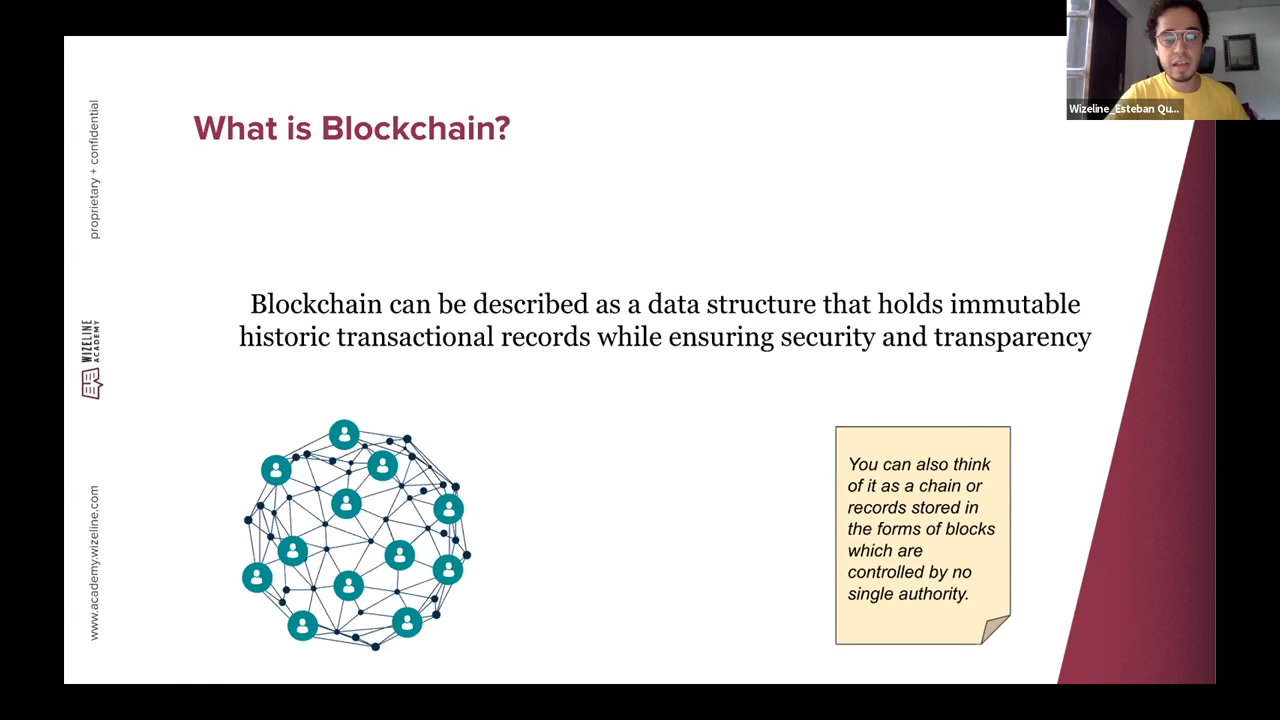 What is Blockchain?
Blockchain can be described as a data structure that holds immutable
historic transactional records while ensuring security and transparency
You can also think
of it as a chain or
records stored in
the forms of blocks
which are
controlled by no
single authority.
proprietary + confidential
WIZELINE
ACADEMY
www.academy.wizeline.com
Wizeline_Esteban Qu...